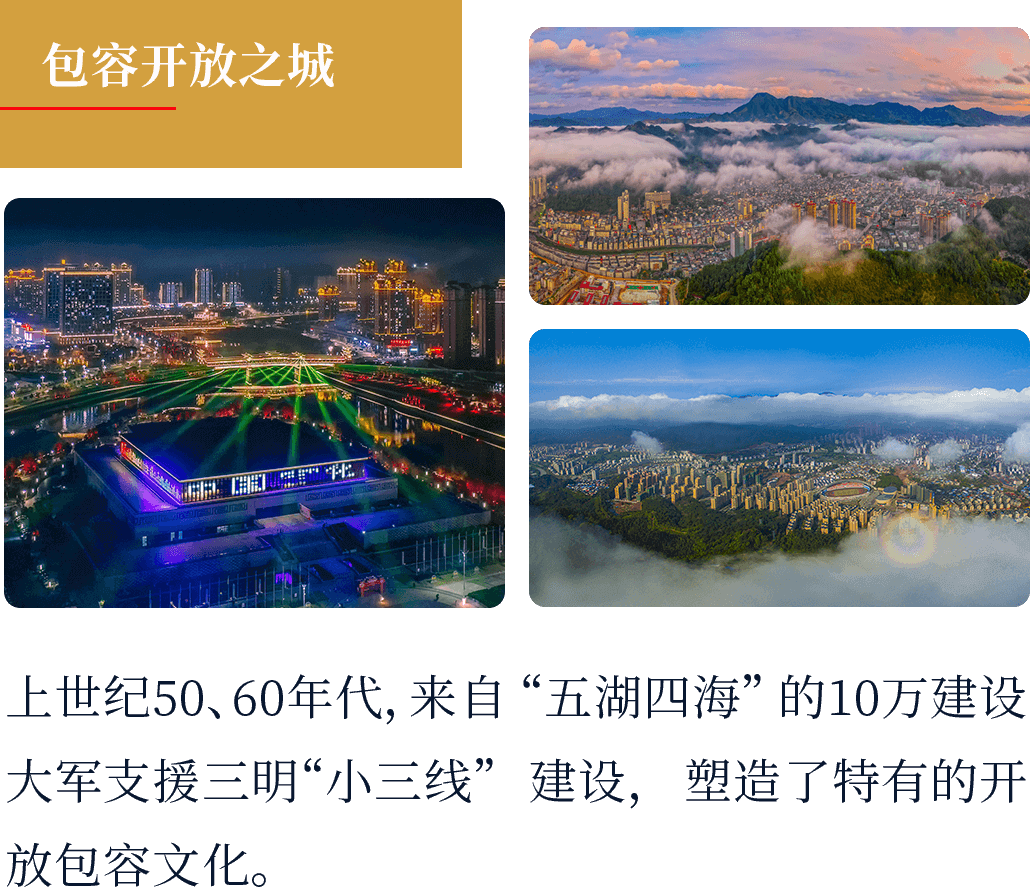 包容开放之城
上世纪50、60年代，来自“五湖四海”的10万建设
大军支援三明“小三线”建设，塑造了特有的开
放包容文化。